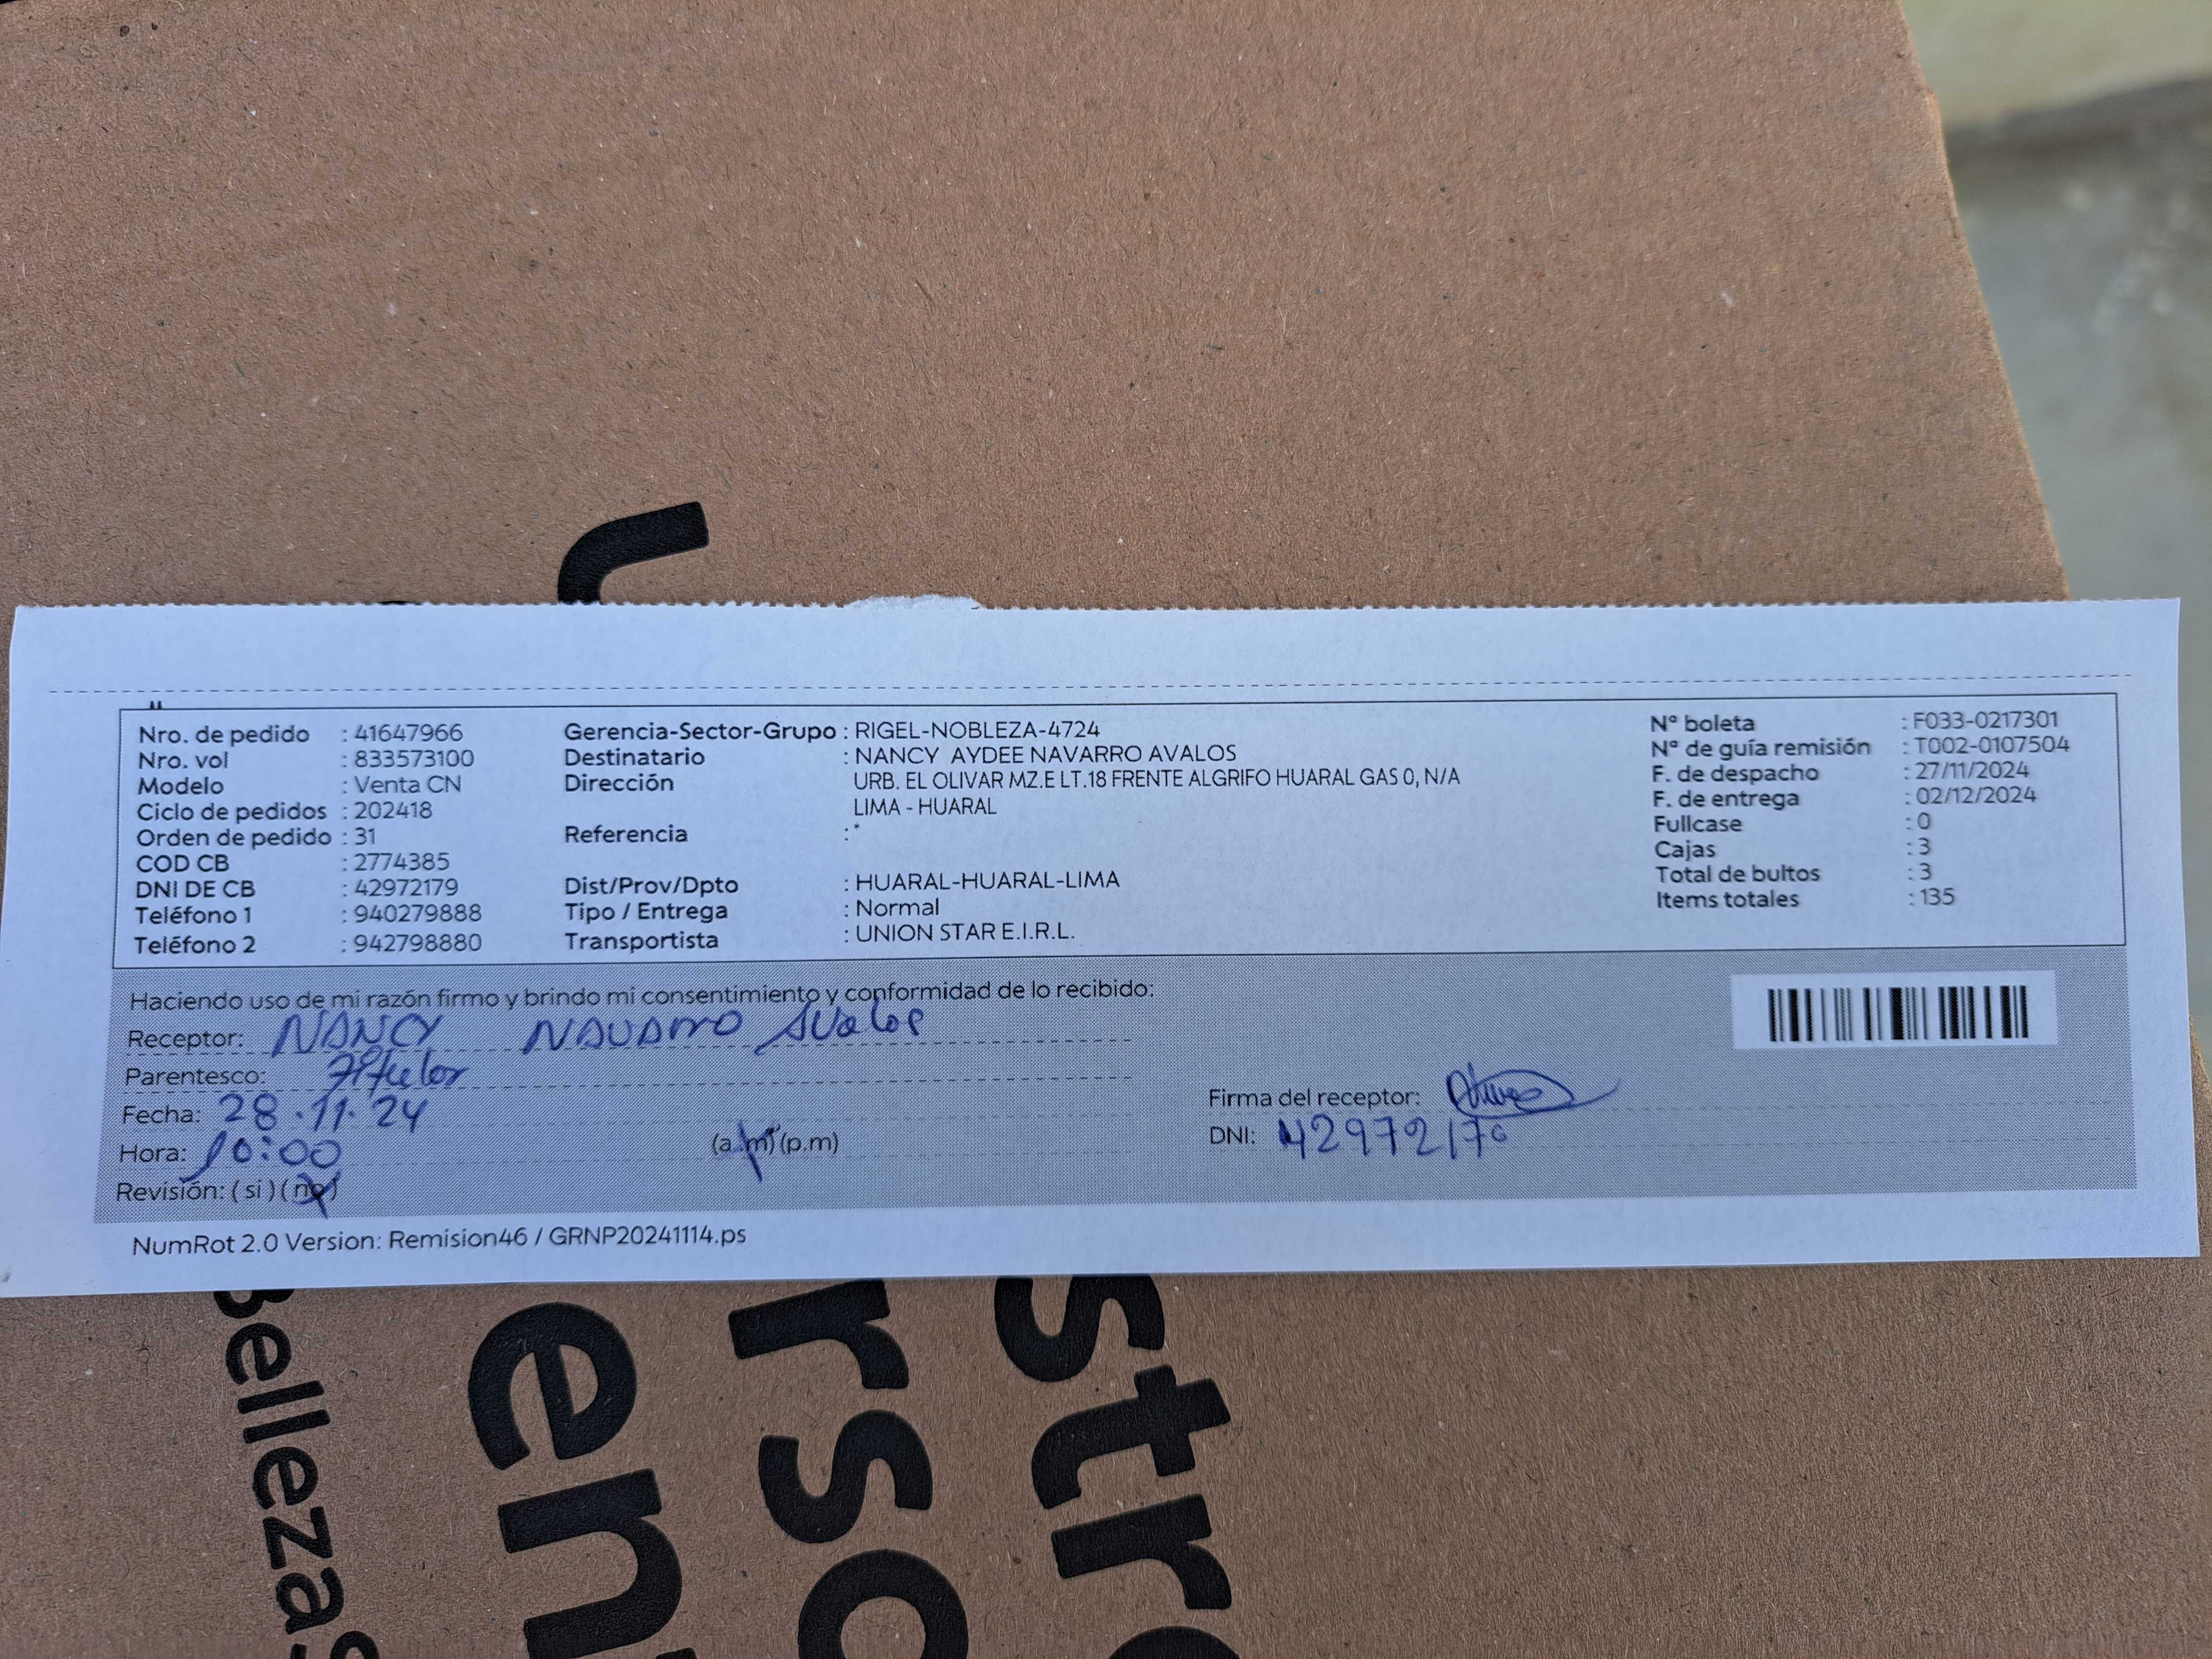 Nro. de pedido : 41647966
Nro. vol : 833573100
Modelo : Venta CN
Ciclo de pedidos : 202418
Orden de pedido : 31
COD CB : 2774385
DNI DE CB : 42972179
Teléfono 1 : 940279888
Teléfono 2 : 942798880
Gerencia-Sector-Grupo : RIGEL-NOBLEZA-4724
Destinatario : NANCY AYDEE NAVARRO AVALOS
Dirección URB. EL OLIVAR MZ.E LT.18 FRENTE ALGRIFO HUARAL GAS 0, N/A
LIMA - HUARAL
Referencia : *
Dist/Prov/Dpto : HUARAL-HUARAL-LIMA
Tipo / Entrega : Normal
Transportista : UNION STAR E.I.R.L.
Nº boleta : F033-0217301
Nº de guía remisión : T002-0107504
F. de despacho : 27/11/2024
F. de entrega : 02/12/2024
Fullcase : 0
Cajas : 3
Total de bultos : 3
Items totales : 135
Haciendo uso de mi razón firmo y brindo mi consentimiento y conformidad de lo recibido:
Receptor: NANCY NAVARRO AvaloS
Parentesco: Titular
Fecha: 28.11.24
Hora: 10:00 (a.m) (p.m)
Revisión: ( si ) ( no )
Firma del receptor:
DNI: 42972179
NumRot 2.0 Version: Remision46 / GRNP20241114.ps
Belleza
en
rso
str